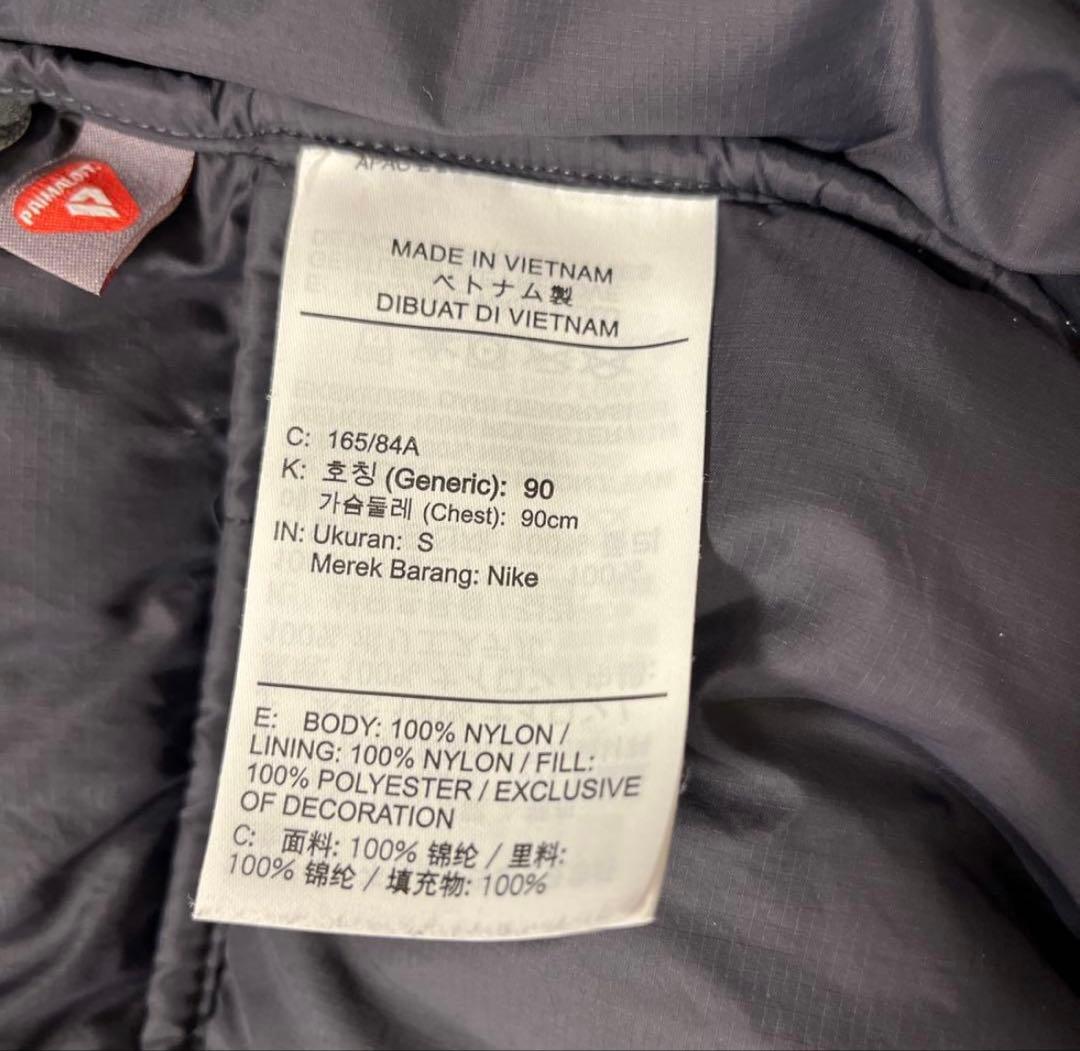 PRIMALOFT
MADE IN VIETNAM
ベトナム製
DIBUAT DI VIETNAM
C: 165/84A
K: 호칭 (Generic): 90
가슴둘레 (Chest): 90cm
IN: Ukuran: S
Merek Barang: Nike
E: BODY: 100% NYLON /
LINING: 100% NYLON / FILL:
100% POLYESTER / EXCLUSIVE
OF DECORATION
C: 面料: 100% 锦纶 / 里料:
100% 锦纶 / 填充物: 100%